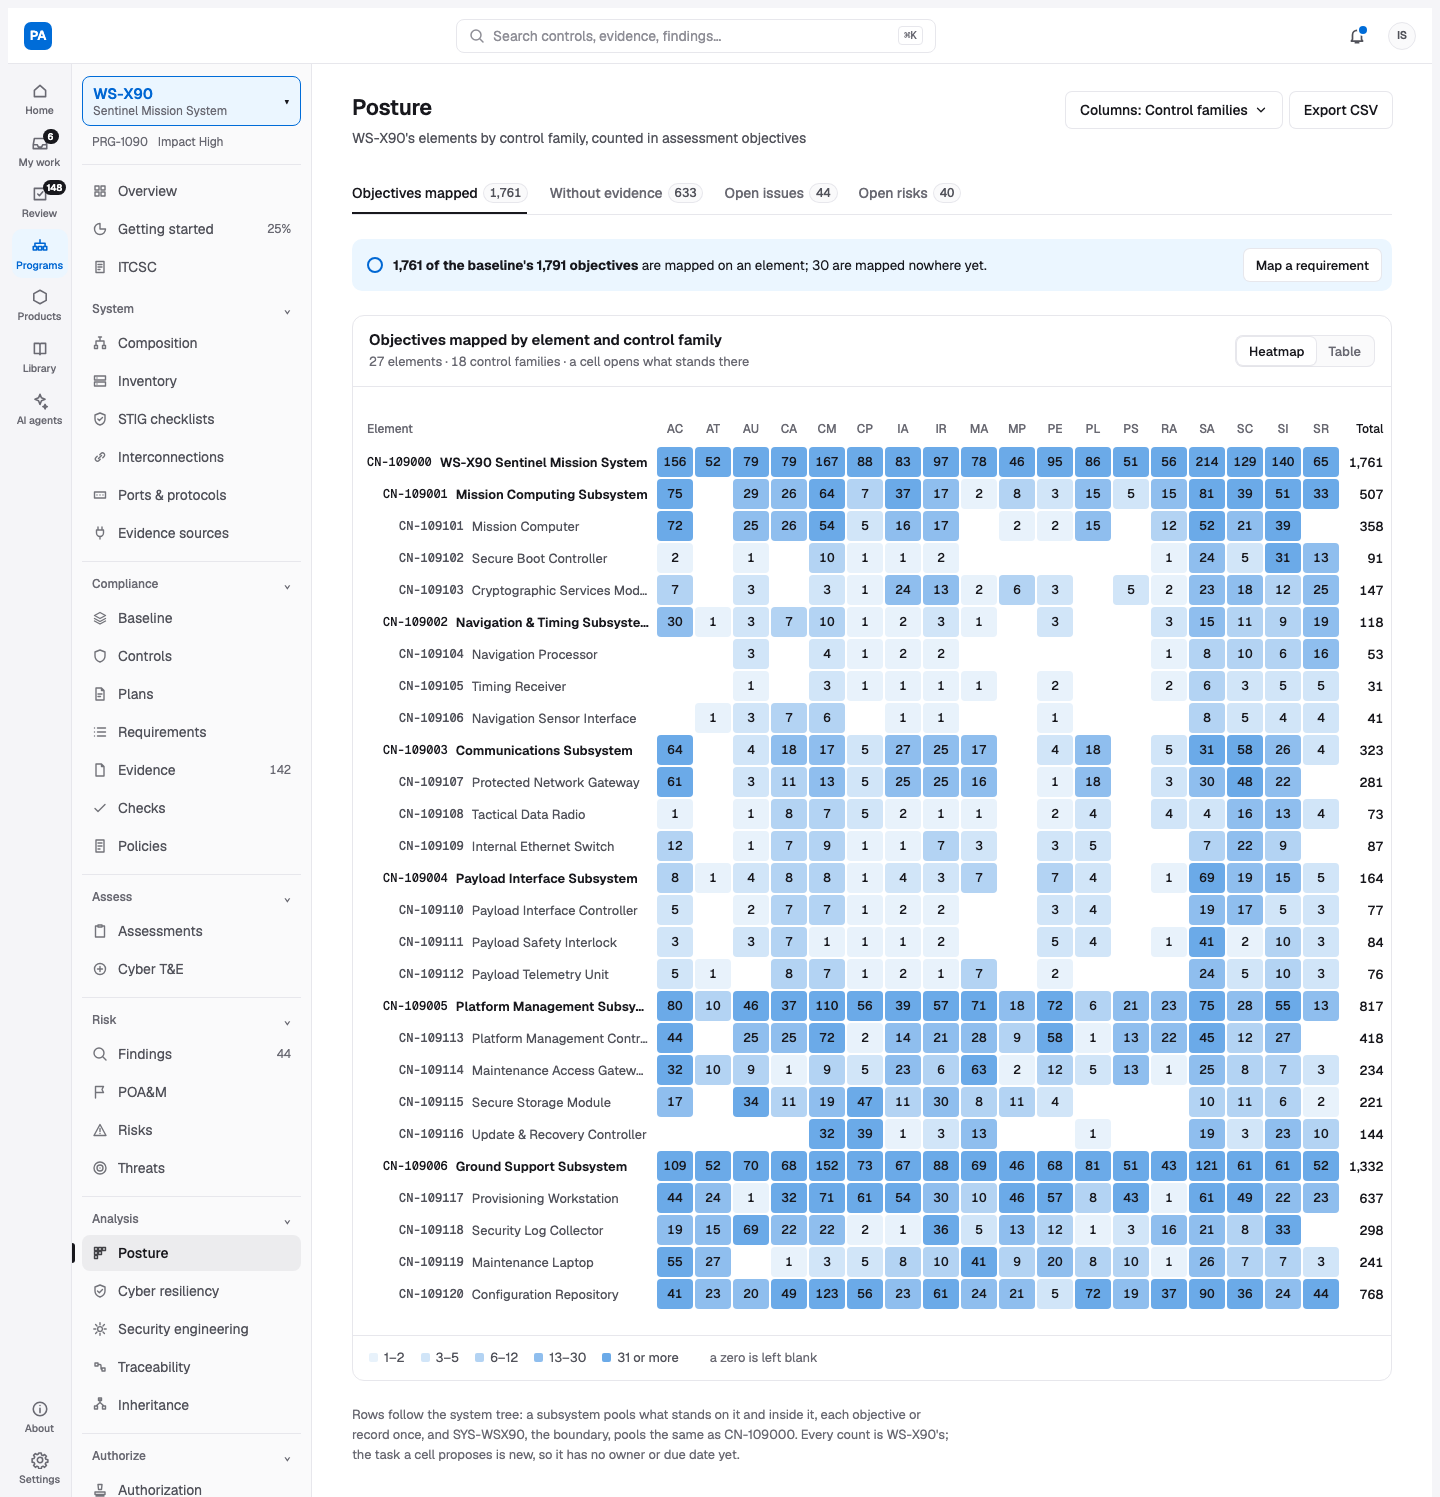 PA
Search controls, evidence, findings...
⌘K
IS
Home
6
My work
148
Review
Programs
Products
Library
AI agents
About
Settings
WS-X90
Sentinel Mission System
PRG-1090 Impact High
Overview
Getting started 25%
ITCSC
System
Composition
Inventory
STIG checklists
Interconnections
Ports & protocols
Evidence sources
Compliance
Baseline
Controls
Plans
Requirements
Evidence 142
Checks
Policies
Assess
Assessments
Cyber T&E
Risk
Findings 44
POA&M
Risks
Threats
Analysis
Posture
Cyber resiliency
Security engineering
Traceability
Inheritance
Authorize
Authorization
Posture
WS-X90's elements by control family, counted in assessment objectives
Columns: Control families
Export CSV
Objectives mapped 1,761 Without evidence 633 Open issues 44 Open risks 40
1,761 of the baseline's 1,791 objectives are mapped on an element; 30 are mapped nowhere yet.
Map a requirement
Objectives mapped by element and control family
27 elements · 18 control families · a cell opens what stands there
Heatmap Table
Element AC AT AU CA CM CP IA IR MA MP PE PL PS RA SA SC SI SR Total
CN-109000 WS-X90 Sentinel Mission System 156 52 79 79 167 88 83 97 78 46 95 86 51 56 214 129 140 65 1,761
CN-109001 Mission Computing Subsystem 75 29 26 64 7 37 17 2 8 3 15 5 15 81 39 51 33 507
CN-109101 Mission Computer 72 25 26 54 5 16 17 2 2 15 12 52 21 39 358
CN-109102 Secure Boot Controller 2 1 10 1 1 2 1 24 5 31 13 91
CN-109103 Cryptographic Services Mod... 7 3 3 1 24 13 2 6 3 5 2 23 18 12 25 147
CN-109002 Navigation & Timing Subsyste... 30 1 3 7 10 1 2 3 1 3 3 15 11 9 19 118
CN-109104 Navigation Processor 3 4 1 2 2 1 8 10 6 16 53
CN-109105 Timing Receiver 1 3 1 1 1 1 2 2 6 3 5 5 31
CN-109106 Navigation Sensor Interface 1 3 7 6 1 1 1 8 5 4 4 41
CN-109003 Communications Subsystem 64 4 18 17 5 27 25 17 4 18 5 31 58 26 4 323
CN-109107 Protected Network Gateway 61 3 11 13 5 25 25 16 1 18 3 30 48 22 281
CN-109108 Tactical Data Radio 1 1 8 7 5 2 1 1 2 4 4 4 16 13 4 73
CN-109109 Internal Ethernet Switch 12 1 7 9 1 1 7 3 3 5 7 22 9 87
CN-109004 Payload Interface Subsystem 8 1 4 8 8 1 4 3 7 7 4 1 69 19 15 5 164
CN-109110 Payload Interface Controller 5 2 7 7 1 2 2 3 4 19 17 5 3 77
CN-109111 Payload Safety Interlock 3 3 7 1 1 1 2 5 4 1 41 2 10 3 84
CN-109112 Payload Telemetry Unit 5 1 8 7 1 2 1 7 2 24 5 10 3 76
CN-109005 Platform Management Subsy... 80 10 46 37 110 56 39 57 71 18 72 6 21 23 75 28 55 13 817
CN-109113 Platform Management Contr... 44 25 25 72 2 14 21 28 9 58 1 13 22 45 12 27 418
CN-109114 Maintenance Access Gatew... 32 10 9 1 9 5 23 6 63 2 12 5 13 1 25 8 7 3 234
CN-109115 Secure Storage Module 17 34 11 19 47 11 30 8 11 4 10 11 6 2 221
CN-109116 Update & Recovery Controller 32 39 1 3 13 1 19 3 23 10 144
CN-109006 Ground Support Subsystem 109 52 70 68 152 73 67 88 69 46 68 81 51 43 121 61 61 52 1,332
CN-109117 Provisioning Workstation 44 24 1 32 71 61 54 30 10 46 57 8 43 1 61 49 22 23 637
CN-109118 Security Log Collector 19 15 69 22 22 2 1 36 5 13 12 1 3 16 21 8 33 298
CN-109119 Maintenance Laptop 55 27 1 3 5 8 10 41 9 20 8 10 1 26 7 7 3 241
CN-109120 Configuration Repository 41 23 20 49 123 56 23 61 24 21 5 72 19 37 90 36 24 44 768
1–2 3–5 6–12 13–30 31 or more a zero is left blank
Rows follow the system tree: a subsystem pools what stands on it and inside it, each objective or
record once, and SYS-WSX90, the boundary, pools the same as CN-109000. Every count is WS-X90's;
the task a cell proposes is new, so it has no owner or due date yet.